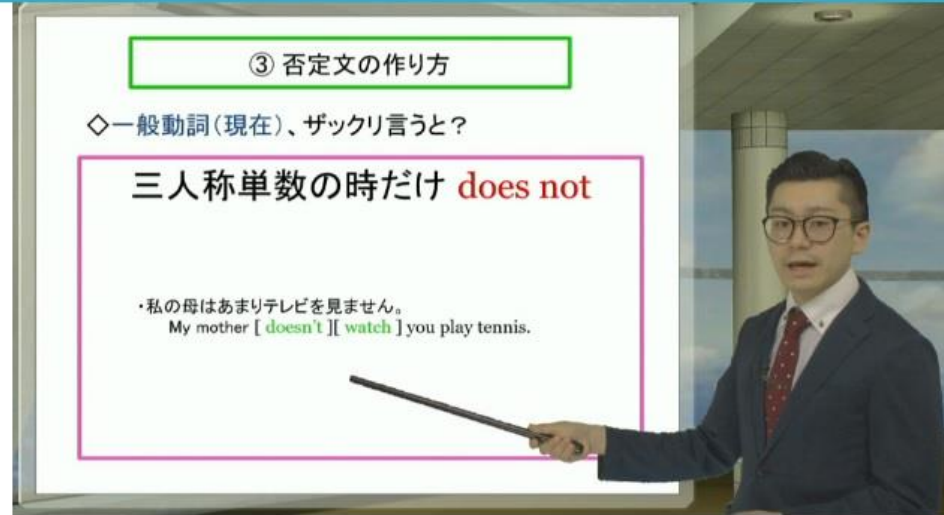 ③ 否定文の作り方
◇一般動詞(現在)、ザックリ言うと?
三人称単数の時だけ does not
・私の母はあまりテレビを見ません。
My mother [ doesn't ][ watch ] you play tennis.